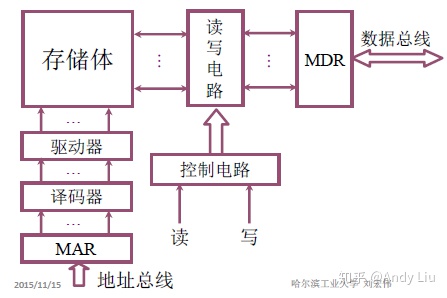 存储体
读
写
电
路
MDR
数据总线
驱动器
控制电路
译码器
MAR
读
写
2015/11/15
地址总线
哈尔滨工业大学 刘宏伟
知乎 @Andy Liu